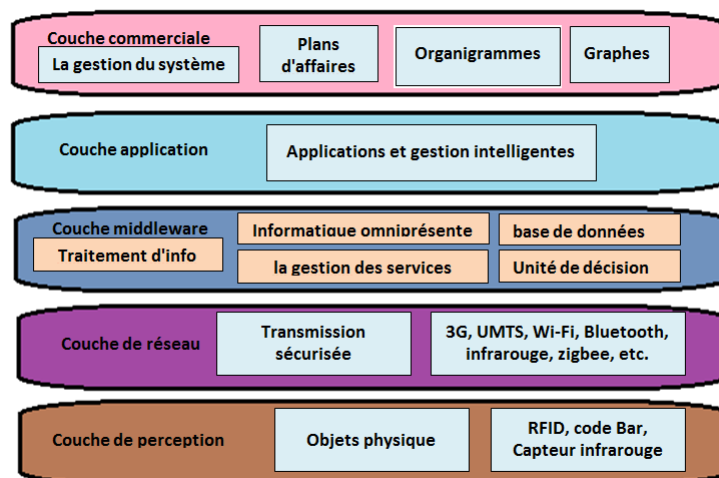 Couche commerciale
La gestion du système
Plans
d'affaires
Organigrammes
Graphes
Couche application
Applications et gestion intelligentes
Couche middleware
Traitement d'info
Informatique omniprésente
base de données
la gestion des services
Unité de décision
Couche de réseau
Transmission
sécurisée
3G, UMTS, Wi-Fi, Bluetooth,
infrarouge, zigbee, etc.
Couche de perception
Objets physique
RFID, code Bar,
Capteur infrarouge